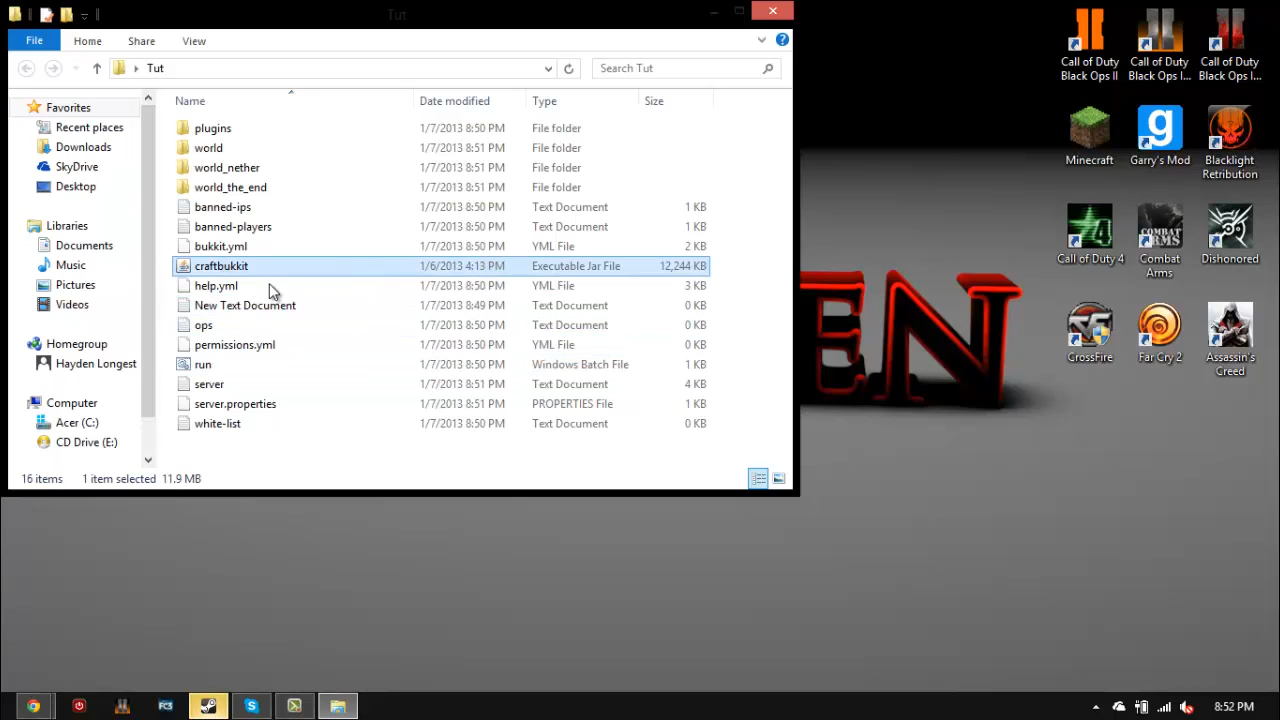 Tut
File Home Share View
Tut
Search Tut
Name Date modified Type Size
Favorites
Recent places
Downloads
SkyDrive
Desktop
Libraries
Documents
Music
Pictures
Videos
Homegroup
Hayden Longest
Computer
Acer (C:)
CD Drive (E:)
plugins 1/7/2013 8:50 PM File folder
world 1/7/2013 8:51 PM File folder
world_nether 1/7/2013 8:51 PM File folder
world_the_end 1/7/2013 8:51 PM File folder
banned-ips 1/7/2013 8:50 PM Text Document 1 KB
banned-players 1/7/2013 8:50 PM Text Document 1 KB
bukkit.yml 1/7/2013 8:50 PM YML File 2 KB
craftbukkit 1/6/2013 4:13 PM Executable Jar File 12,244 KB
help.yml 1/7/2013 8:50 PM YML File 3 KB
New Text Document 1/7/2013 8:49 PM Text Document 0 KB
ops 1/7/2013 8:50 PM Text Document 0 KB
permissions.yml 1/7/2013 8:50 PM YML File 0 KB
run 1/7/2013 8:50 PM Windows Batch File 1 KB
server 1/7/2013 8:51 PM Text Document 4 KB
server.properties 1/7/2013 8:51 PM PROPERTIES File 1 KB
white-list 1/7/2013 8:50 PM Text Document 0 KB
16 items 1 item selected 11.9 MB
Call of Duty
Black Ops II
Call of Duty
Black Ops I...
Call of Duty
Black Ops I...
Minecraft
Garry's Mod
Blacklight
Retribution
Call of Duty 4
Combat
Arms
Dishonored
CrossFire
Far Cry 2
Assassin's
Creed
EN
FC3
8:52 PM